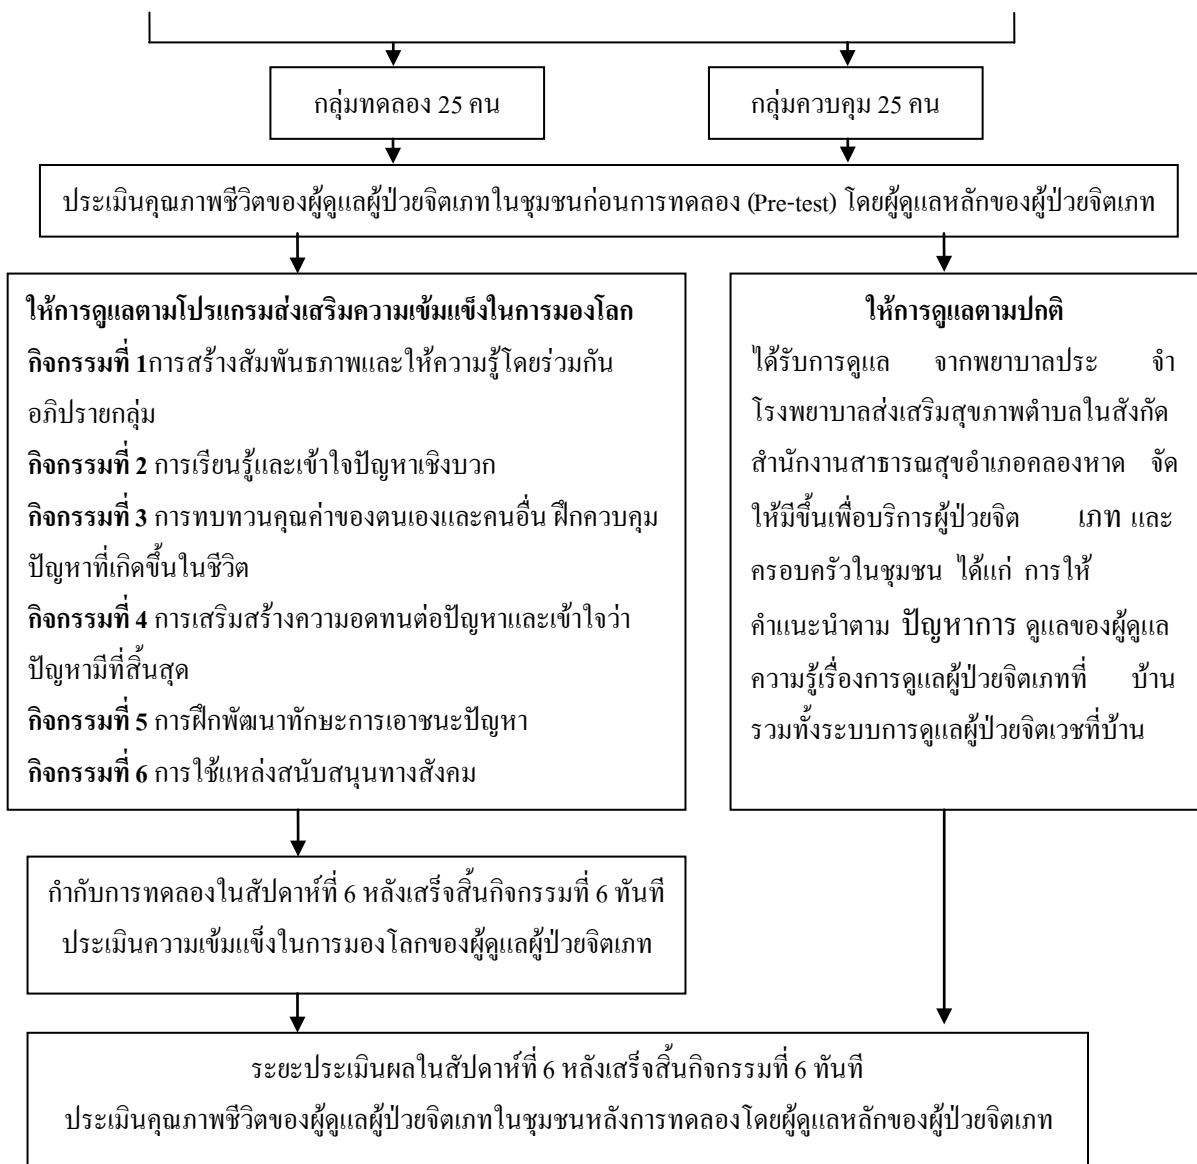 กลุ่มทดลอง 25 คน
กลุ่มควบคุม 25 คน
ประเมินคุณภาพชีวิตของผู้ดูแลผู้ป่วยจิตเภทในชุมชนก่อนการทดลอง (Pre-test) โดยผู้ดูแลหลักของผู้ป่วยจิตเภท
ให้การดูแลตามโปรแกรมส่งเสริมความเข้มแข็งในการมองโลก
กิจกรรมที่ 1การสร้างสัมพันธภาพและให้ความรู้โดยร่วมกัน
อภิปรายกลุ่ม
กิจกรรมที่ 2 การเรียนรู้และเข้าใจปัญหาเชิงบวก
กิจกรรมที่ 3 การทบทวนคุณค่าของตนเองและคนอื่น ฝึกควบคุม
ปัญหาที่เกิดขึ้นในชีวิต
กิจกรรมที่ 4 การเสริมสร้างความอดทนต่อปัญหาและเข้าใจว่า
ปัญหามีที่สิ้นสุด
กิจกรรมที่ 5 การฝึกพัฒนาทักษะการเอาชนะปัญหา
กิจกรรมที่ 6 การใช้แหล่งสนับสนุนทางสังคม
ให้การดูแลตามปกติ
ได้รับการดูแล จากพยาบาลประ จำ
โรงพยาบาลส่งเสริมสุขภาพตำบลในสังกัด
สำนักงานสาธารณสุขอำเภอคลองหาด จัด
ให้มีขึ้นเพื่อบริการผู้ป่วยจิต เภท และ
ครอบครัวในชุมชน ได้แก่ การให้
คำแนะนำตาม ปัญหาการ ดูแลของผู้ดูแล
ความรู้เรื่องการดูแลผู้ป่วยจิตเภทที่ บ้าน
รวมทั้งระบบการดูแลผู้ป่วยจิตเวชที่บ้าน
กำกับการทดลองในสัปดาห์ที่ 6 หลังเสร็จสิ้นกิจกรรมที่ 6 ทันที
ประเมินความเข้มแข็งในการมองโลกของผู้ดูแลผู้ป่วยจิตเภท
ระยะประเมินผลในสัปดาห์ที่ 6 หลังเสร็จสิ้นกิจกรรมที่ 6 ทันที
ประเมินคุณภาพชีวิตของผู้ดูแลผู้ป่วยจิตเภทในชุมชนหลังการทดลองโดยผู้ดูแลหลักของผู้ป่วยจิตเภท